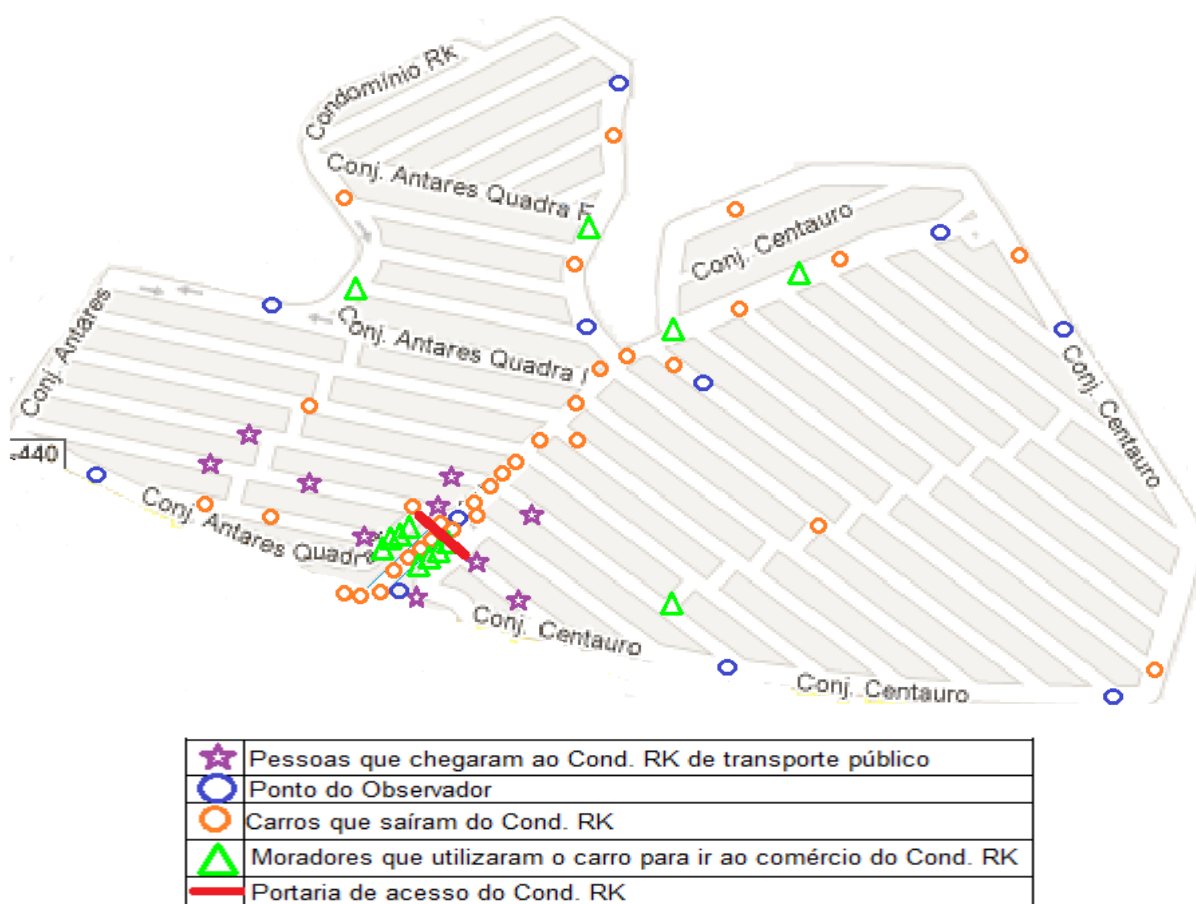 Condomínio Rk
Conj. Antares Quadra F
Conj. Centauro
Conj. Antares
Conj. Antares Quadra I
Conj. Centauro
-440
Conj. Antares Quadra
Conj. Centauro
Conj. Centauro
Pessoas que chegaram ao Cond. RK de transporte público
Ponto do Observador
Carros que saíram do Cond. RK
Moradores que utilizaram o carro para ir ao comércio do Cond. RK
Portaria de acesso do Cond. RK